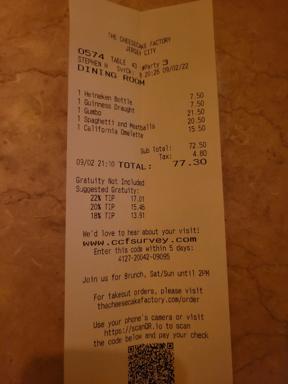 THE CHEESECAKE FACTORY
JERSEY CITY
0574 TABLE 43 #Party 3
STEPHEN H SvrCk: 8 20:26 09/02/22
DINING ROOM
1 Heineken Bottle 7.50
1 Guinness Draught 7.50
1 Gumbo 21.50
1 Spaghetti and Meatballs 20.50
1 California Omelette 15.50
Sub Total: 72.50
Tax: 4.80
09/02 21:10 TOTAL: 77.30
Gratuity Not Included
Suggested Gratuity:
22% TIP 17.01
20% TIP 15.46
18% TIP 13.91
We'd love to hear about your visit!
www.ccfsurvey.com
Enter this code within 5 days:
4127-20042-09095
Join us for Brunch, Sat/Sun until 2PM
For takeout orders, please visit
thecheesecakefactory.com/order
Use your phone's camera or visit
https://scanQR.io to scan
the code below and pay your check